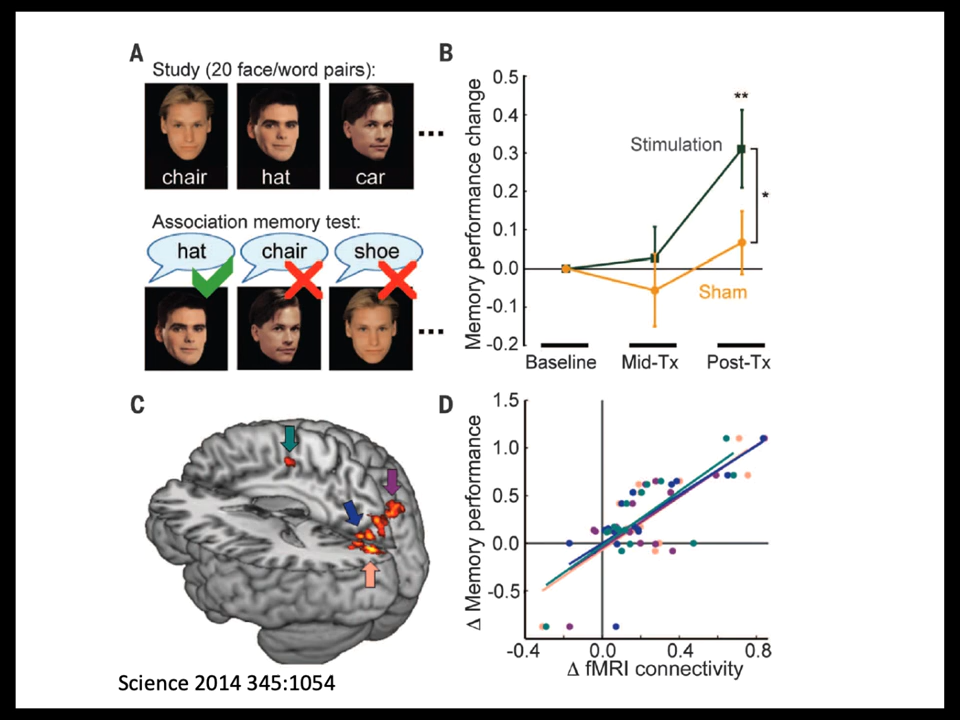 A
Study (20 face/word pairs):
chair
hat
car
...
Association memory test:
hat
chair
shoe
...
B
Memory performance change
0.5
0.4
0.3
0.2
0.1
0.0
-0.1
-0.2
**
Stimulation
*
Sham
Baseline
Mid-Tx
Post-Tx
C
D
Δ Memory performance
1.5
1.0
0.5
0.0
-0.5
-0.4
0.0
0.4
0.8
Δ fMRI connectivity
Science 2014 345:1054